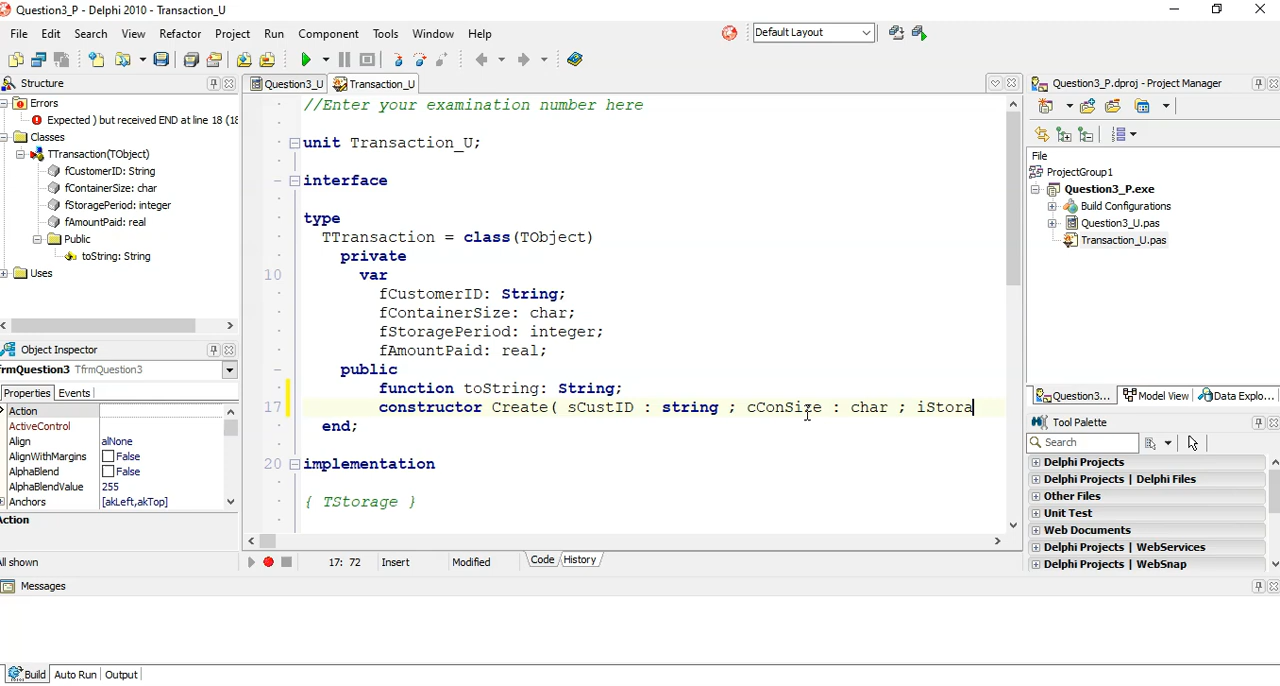 Question3_P - Delphi 2010 - Transaction_U
File Edit Search View Refactor Project Run Component Tools Window Help
Default Layout
Structure
Errors
Expected ) but received END at line 18 (18
Classes
TTransaction(TObject)
fCustomerID: String
fContainerSize: char
fStoragePeriod: integer
fAmountPaid: real
Public
toString: String
Uses
Object Inspector
frmQuestion3 TfrmQuestion3
Properties Events
Action
ActiveControl
Align alNone
AlignWithMargins False
AlphaBlend False
AlphaBlendValue 255
Anchors [akLeft,akTop]
Action
All shown
Question3_U Transaction_U
//Enter your examination number here
unit Transaction_U;
interface
type
TTransaction = class(TObject)
private
10 var
fCustomerID: String;
fContainerSize: char;
fStoragePeriod: integer;
fAmountPaid: real;
public
function toString: String;
17 constructor Create( sCustID : string ; cConSize : char ; iStora
end;
20 implementation
{ TStorage }
17: 72 Insert Modified Code History
Question3_P.dproj - Project Manager
File
ProjectGroup1
Question3_P.exe
Build Configurations
Question3_U.pas
Transaction_U.pas
Question3... Model View Data Explo...
Tool Palette
Search
Delphi Projects
Delphi Projects | Delphi Files
Other Files
Unit Test
Web Documents
Delphi Projects | WebServices
Delphi Projects | WebSnap
Messages
Build Auto Run Output